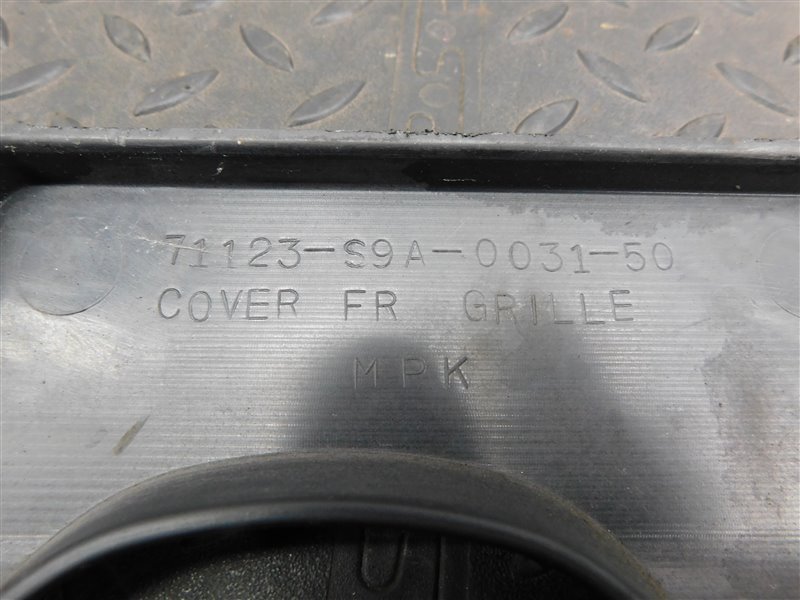 71123-S9A-0031-50
COVER FR GRILLE
MPK